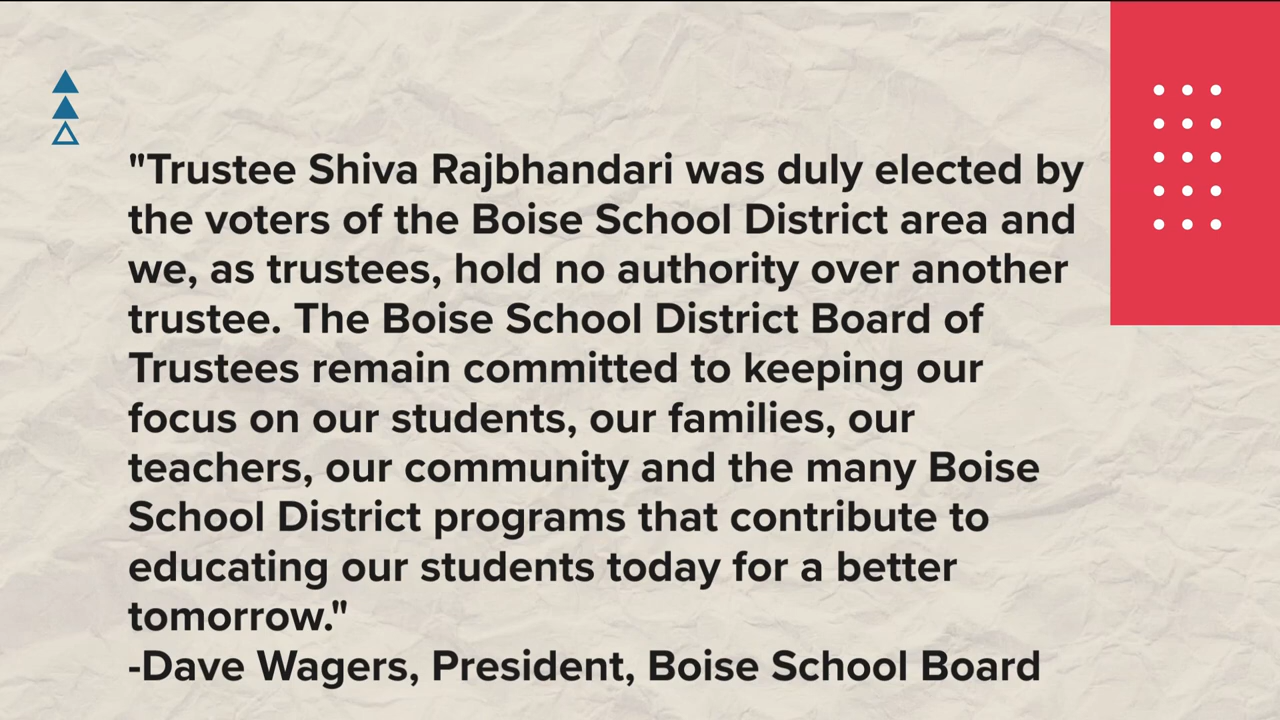 "Trustee Shiva Rajbhandari was duly elected by
the voters of the Boise School District area and
we, as trustees, hold no authority over another
trustee. The Boise School District Board of
Trustees remain committed to keeping our
focus on our students, our families, our
teachers, our community and the many Boise
School District programs that contribute to
educating our students today for a better
tomorrow."
-Dave Wagers, President, Boise School Board